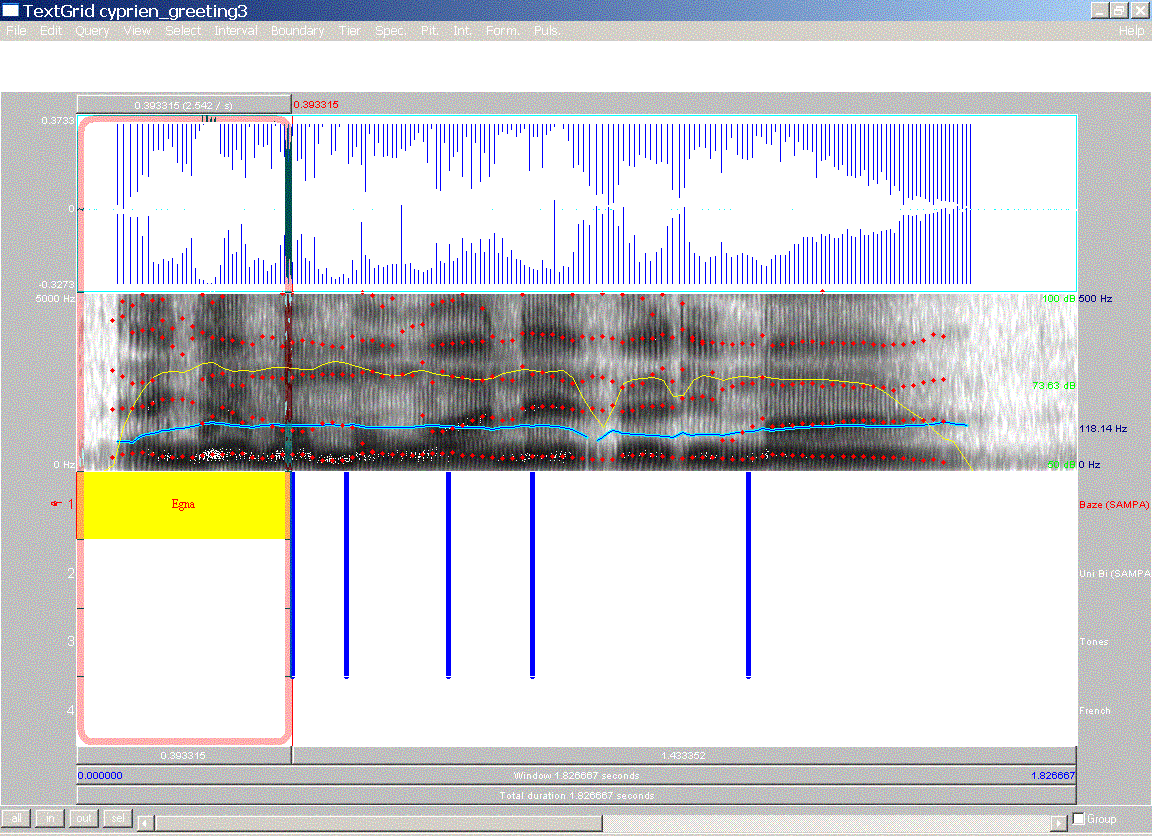 TextGrid cyprien_greeting3
File Edit Query View Select Interval Boundary Tier Spec. Pit. Int. Form. Puls. Help
0.393315 (2.542 / s) 0.393315
0.3733
0
-0.3273
5000 Hz 100 dB 500 Hz
73.63 dB
118.14 Hz
0 Hz 50 dB 0 Hz
1 Egna Baze (SAMPA)
2 Uni Bi (SAMPA
3 Tones
4 French
0.393315 1.433352
0.000000 Window 1.826667 seconds 1.826667
Total duration 1.826667 seconds
all in out sel Group